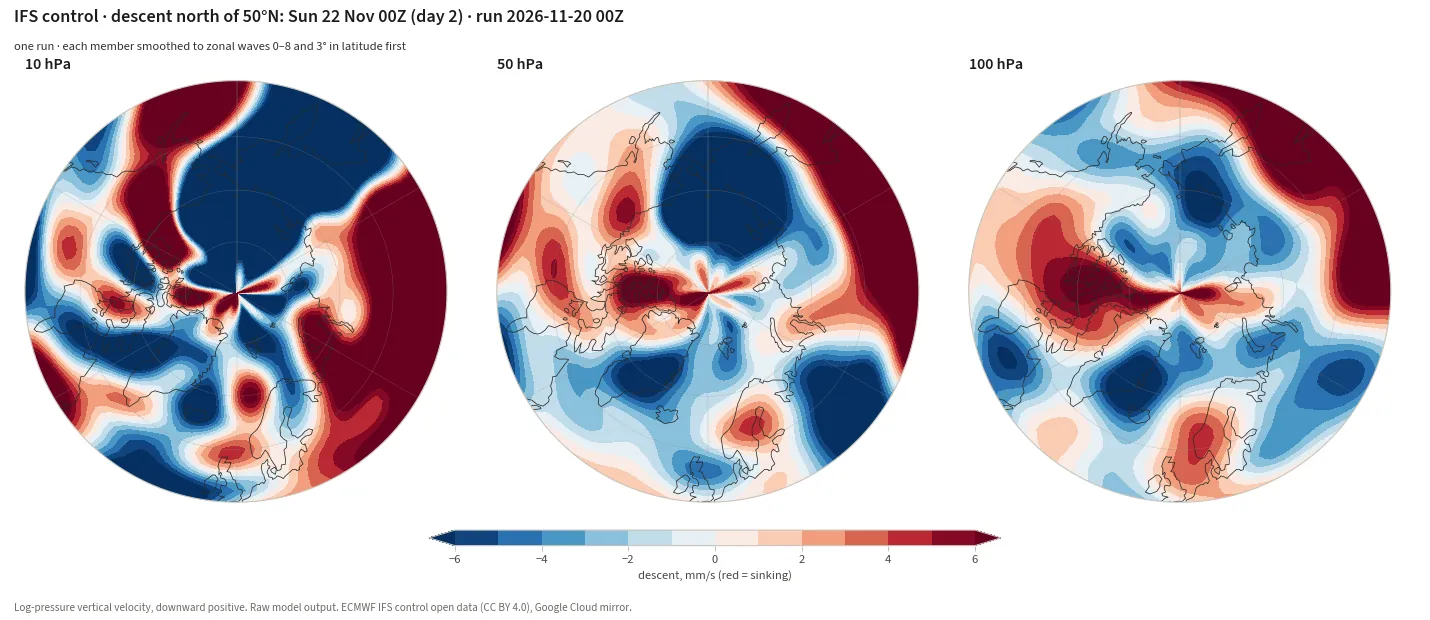 IFS control · descent north of 50°N: Sun 22 Nov 00Z (day 2) · run 2026-11-20 00Z
one run · each member smoothed to zonal waves 0–8 and 3° in latitude first
10 hPa
50 hPa
100 hPa
−6 −4 −2 0 2 4 6
descent, mm/s (red = sinking)
Log-pressure vertical velocity, downward positive. Raw model output. ECMWF IFS control open data (CC BY 4.0), Google Cloud mirror.